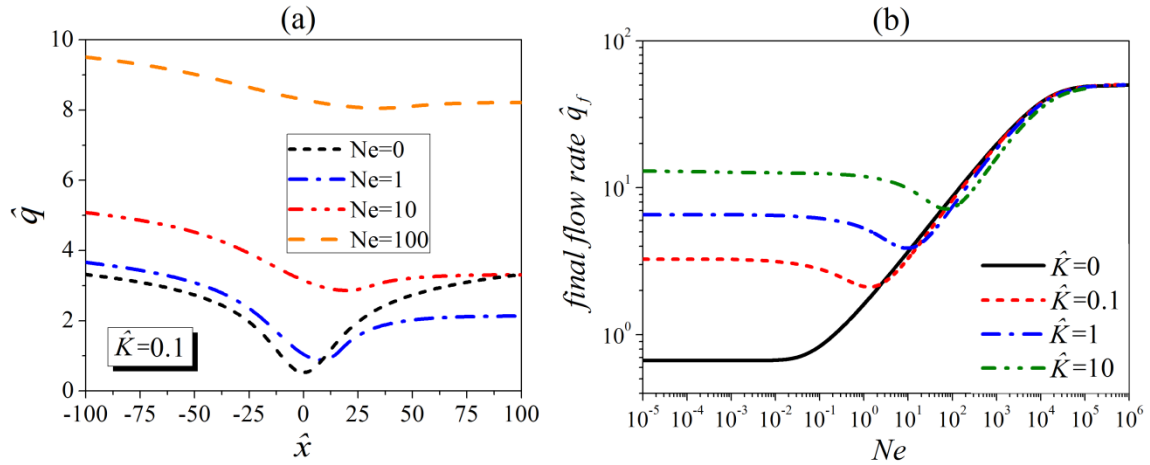 (a)
10
8
6
4
2
0
q̂
-100 -75 -50 -25 0 25 50 75 100
x̂
Ne=0
Ne=1
Ne=10
Ne=100
K̂=0.1
(b)
10²
10¹
10⁰
final flow rate q̂f
10⁻⁵ 10⁻⁴ 10⁻³ 10⁻² 10⁻¹ 10⁰ 10¹ 10² 10³ 10⁴ 10⁵ 10⁶
Ne
K̂=0
K̂=0.1
K̂=1
K̂=10